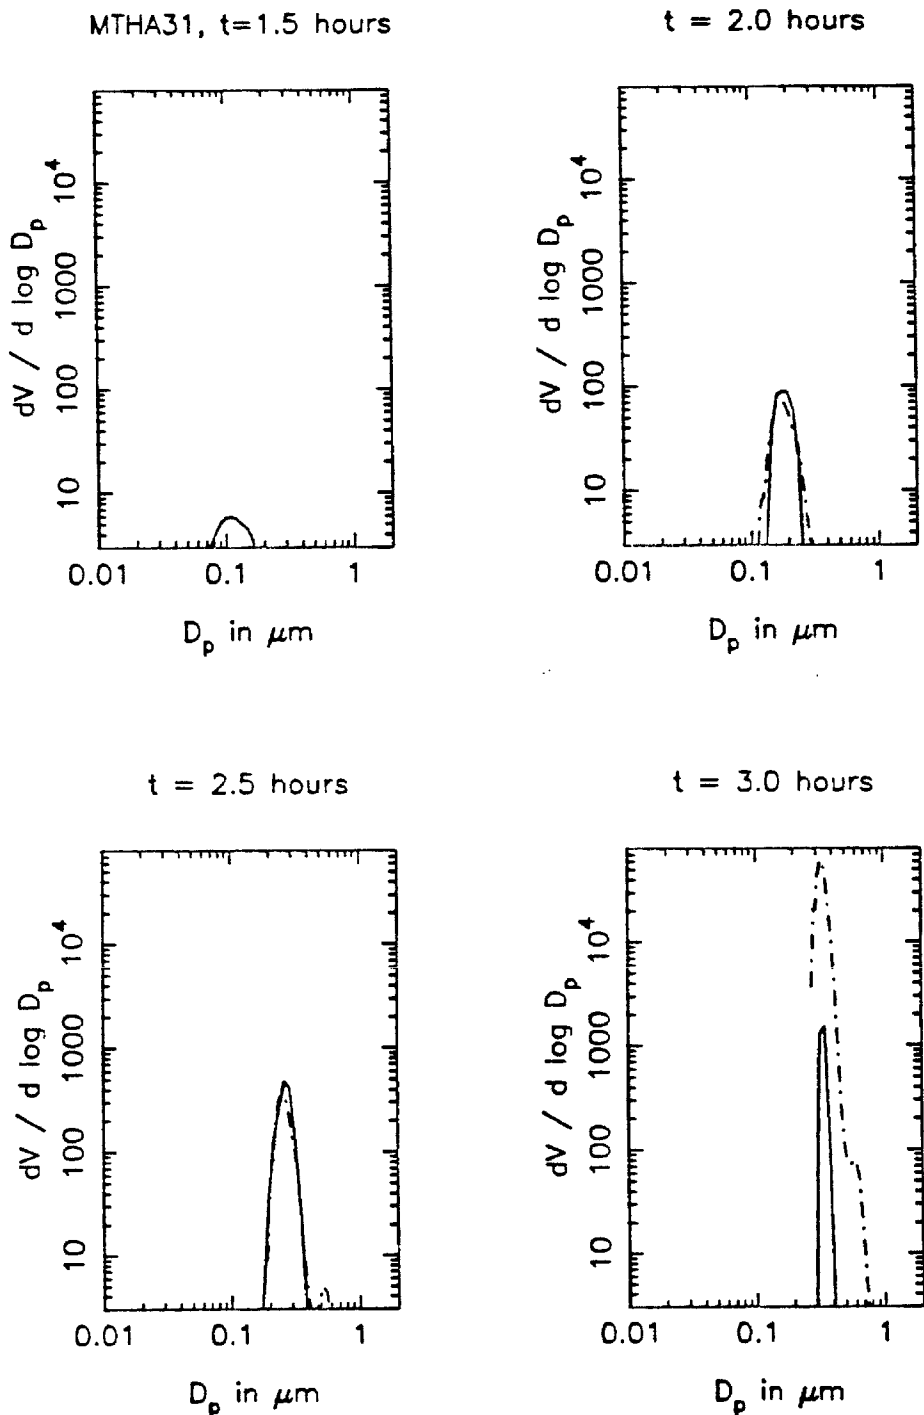 MTHA31, t=1.5 hours
dV / d log Dp
10 100 1000 10^4
0.01 0.1 1
Dp in μm
t = 2.0 hours
dV / d log Dp
10 100 1000 10^4
0.01 0.1 1
Dp in μm
t = 2.5 hours
dV / d log Dp
10 100 1000 10^4
0.01 0.1 1
Dp in μm
t = 3.0 hours
dV / d log Dp
10 100 1000 10^4
0.01 0.1 1
Dp in μm